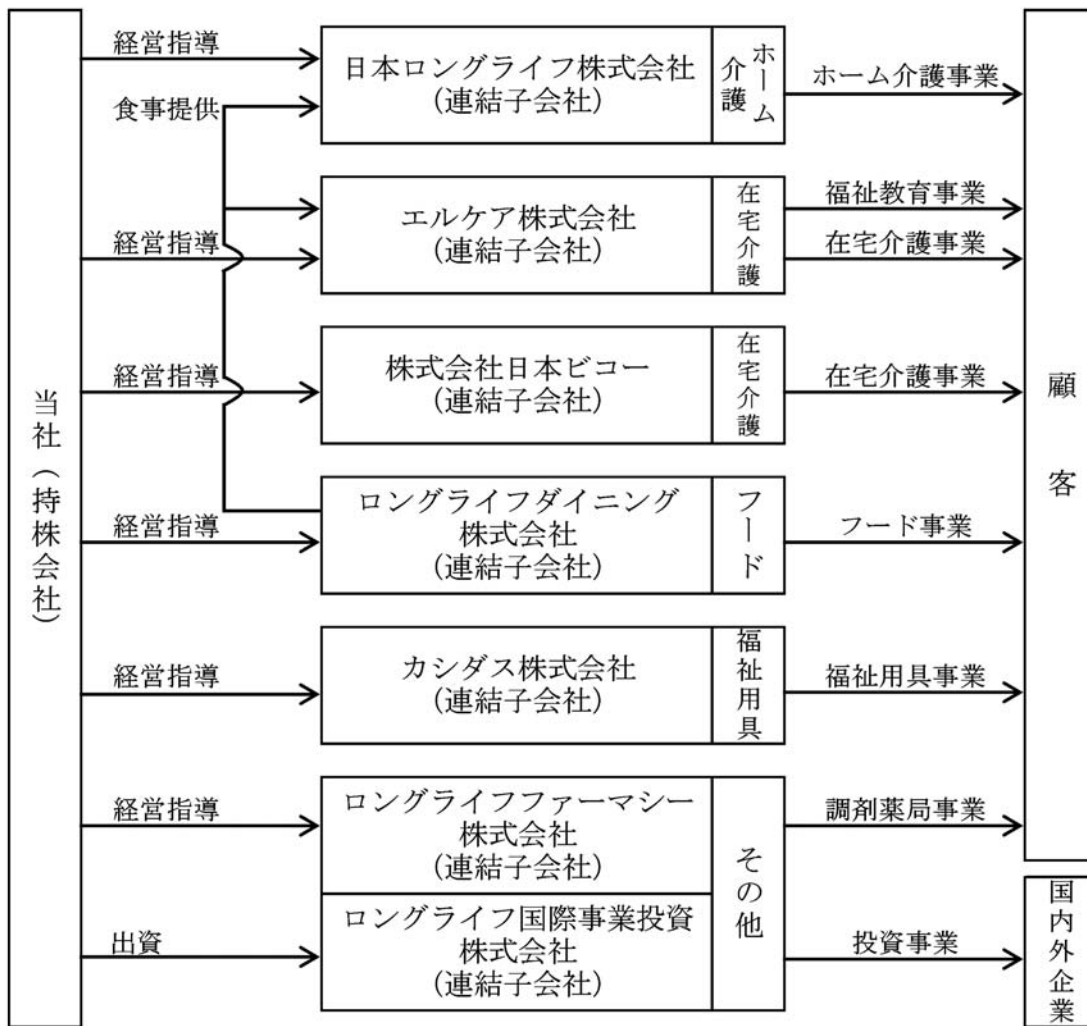 当社（持株会社）
経営指導
日本ロングライフ株式会社
（連結子会社）
ホーム
介護
ホーム介護事業
食事提供
エルケア株式会社
（連結子会社）
在宅介護
福祉教育事業
経営指導
在宅介護事業
経営指導
株式会社日本ビコー
（連結子会社）
在宅介護
在宅介護事業
経営指導
ロングライフダイニング
株式会社
（連結子会社）
フード
フード事業
経営指導
カシダス株式会社
（連結子会社）
福祉用具
福祉用具事業
経営指導
ロングライフファーマシー
株式会社
（連結子会社）
その他
調剤薬局事業
出資
ロングライフ国際事業投資
株式会社
（連結子会社）
投資事業
顧客
国内外企業